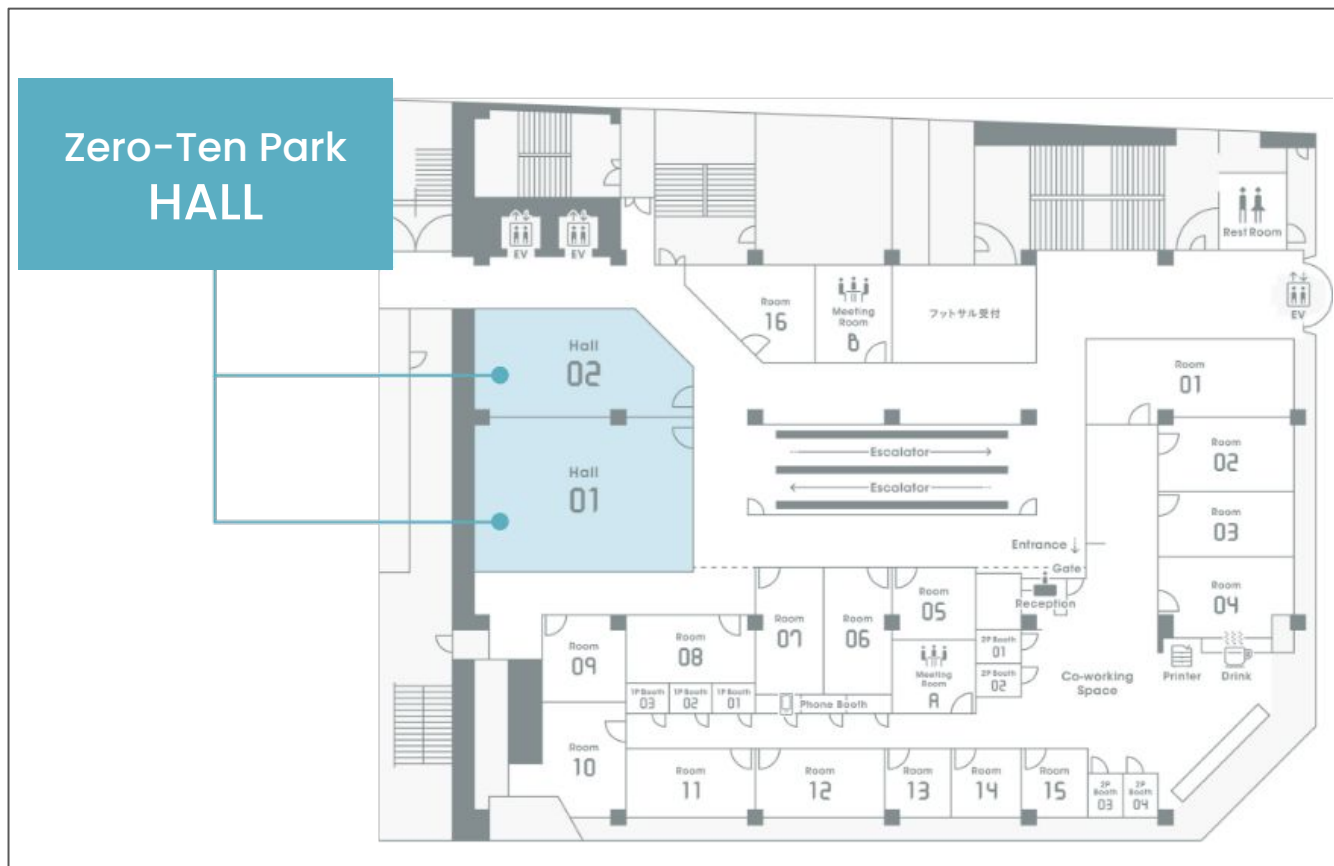 Zero-Ten Park
HALL
EV
EV
Rest Room
EV
Room
16
Meeting
Room
B
フットサル受付
Hall
02
Room
01
Hall
01
Escalator
Escalator
Room
02
Room
03
Entrance
Gate
Reception
Room
04
Room
05
Room
06
Room
07
Room
08
Room
09
2P Booth
01
2P Booth
02
Meeting
Room
A
1P Booth
03
1P Booth
02
1P Booth
01
Phone Booth
Co-working
Space
Printer
Drink
Room
10
Room
11
Room
12
Room
13
Room
14
Room
15
2P
Booth
03
2P
Booth
04